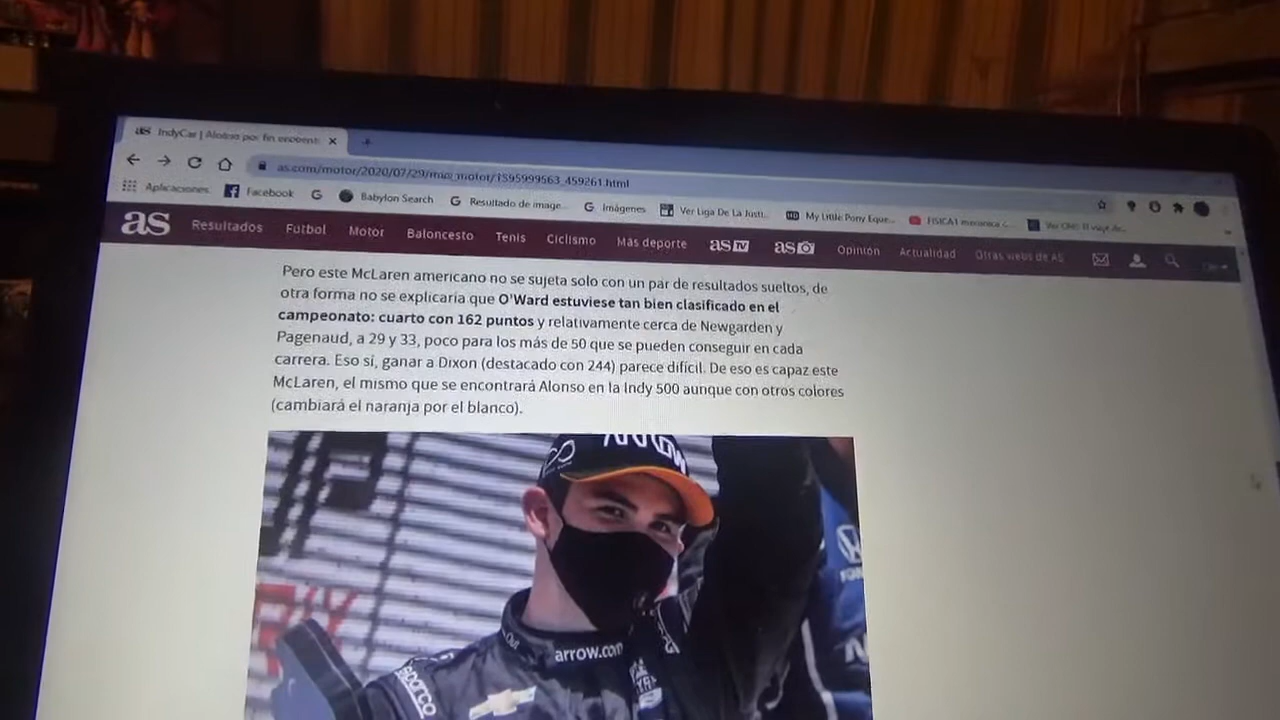 as IndyCar | Alonso por fin encuent
as.com/motor/2020/07/29/mas_motor/1595999563_459261.html
Aplicaciones Facebook Babylon Search Resultado de image... Imágenes Ver Liga De La Justi... HD My Little Pony Eque... FISICA1
as Resultados Fútbol Motor Baloncesto Tenis Ciclismo Más deporte as TV as Opinión Actualidad Otras webs de AS
Pero este McLaren americano no se sujeta solo con un par de resultados sueltos, de
otra forma no se explicaría que O'Ward estuviese tan bien clasificado en el
campeonato: cuarto con 162 puntos y relativamente cerca de Newgarden y
Pagenaud, a 29 y 33, poco para los más de 50 que se pueden conseguir en cada
carrera. Eso sí, ganar a Dixon (destacado con 244) parece difícil. De eso es capaz este
McLaren, el mismo que se encontrará Alonso en la Indy 500 aunque con otros colores
(cambiará el naranja por el blanco).
ARROW
arrow.com
sparco